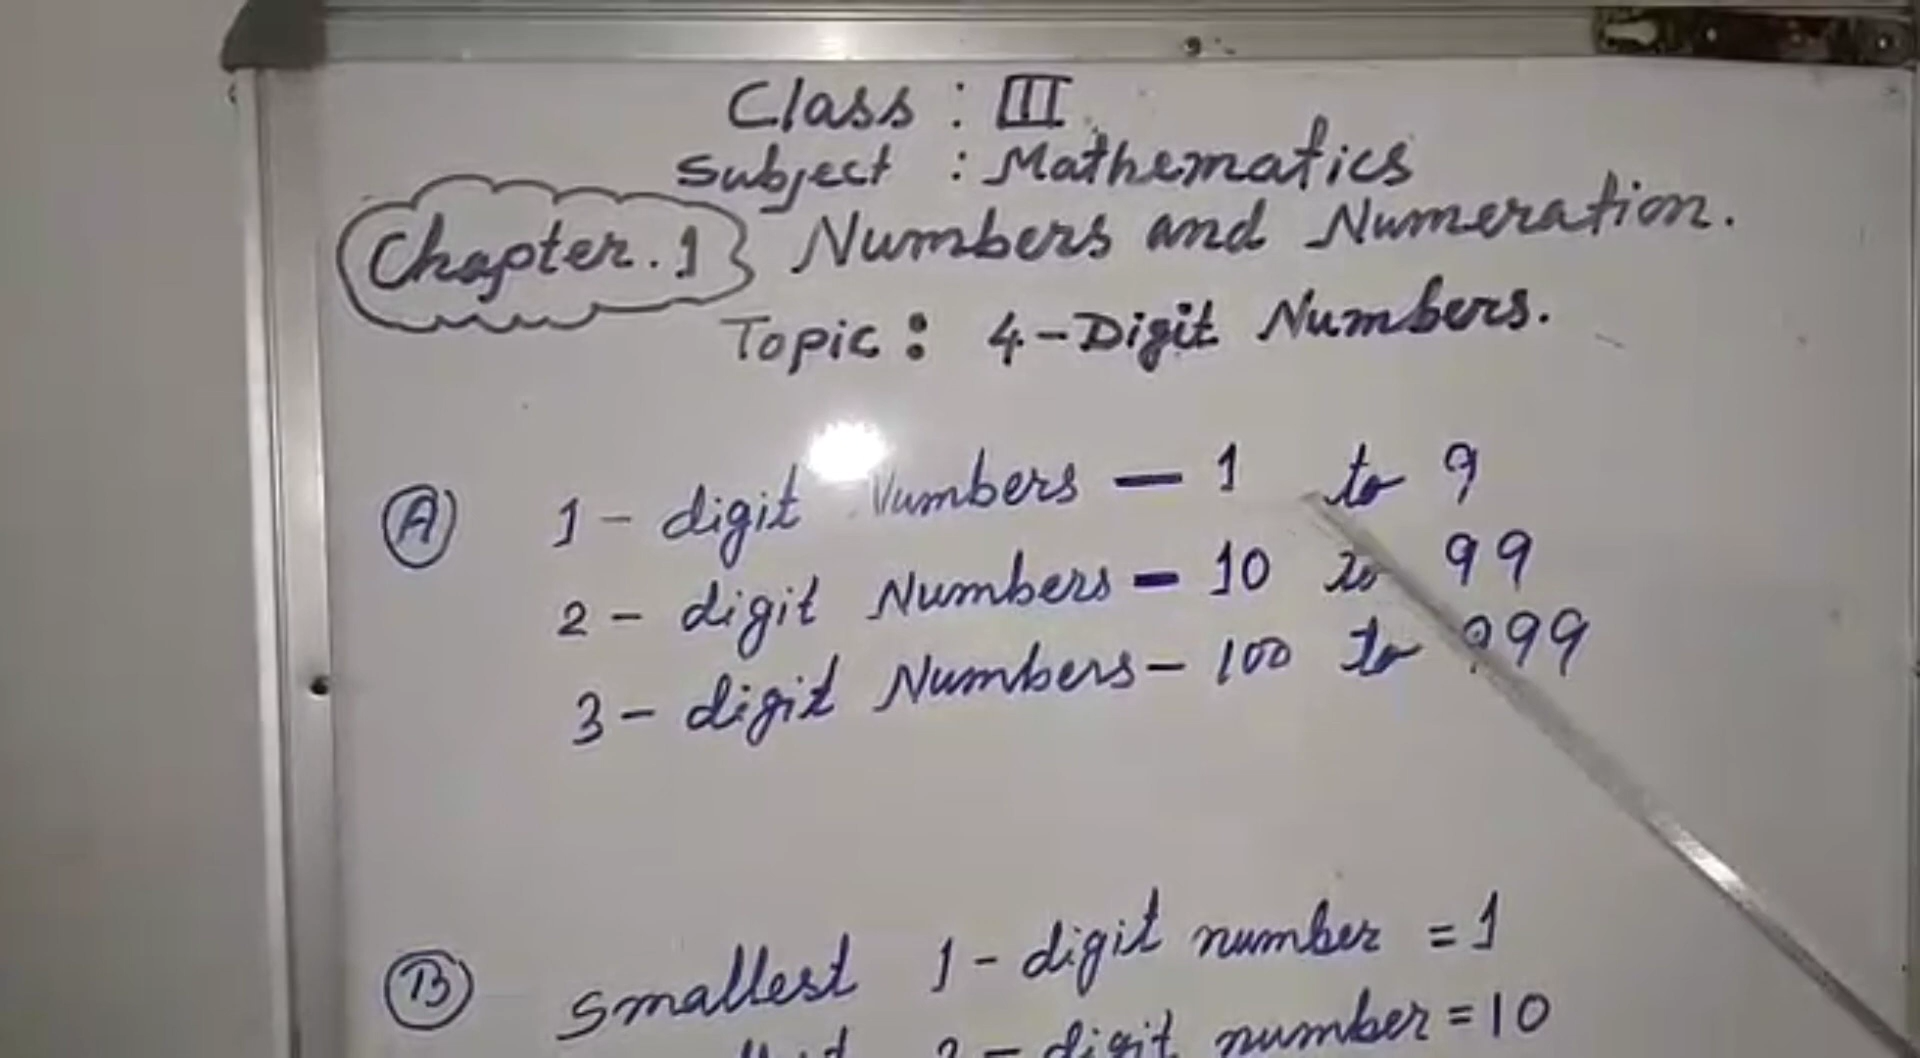 Class : III
Subject : Mathematics
Chapter.1 Numbers and Numeration.
Topic : 4-Digit Numbers.
A 1 - digit Numbers — 1 to 9
2 - digit Numbers - 10 to 99
3 - digit Numbers - 100 to 999
B Smallest 1 - digit number = 1
2 - digit number = 10